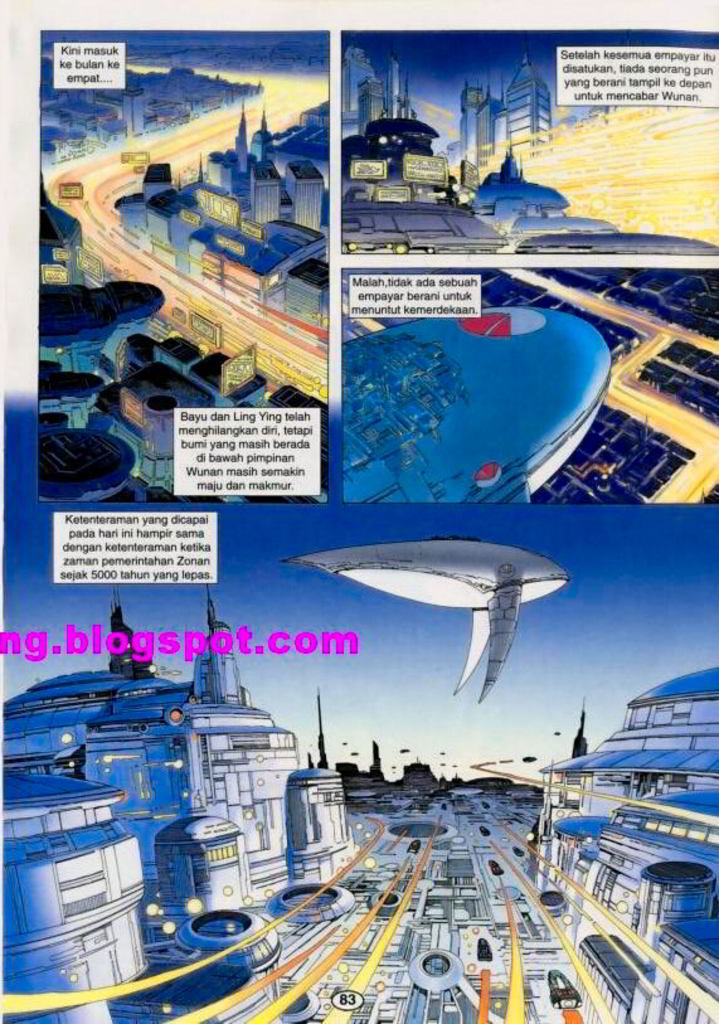 Kini masuk
ke bulan ke
empat....
Bayu dan Ling Ying telah
menghilangkan diri, tetapi
bumi yang masih berada
di bawah pimpinan
Wunan masih semakin
maju dan makmur.
Setelah kesemua empayar itu
disatukan, tiada seorang pun
yang berani tampil ke depan
untuk mencabar Wunan.
Malah,tidak ada sebuah
empayar berani untuk
menuntut kemerdekaan.
Ketenteraman yang dicapai
pada hari ini hampir sama
dengan ketenteraman ketika
zaman pemerintahan Zonan
sejak 5000 tahun yang lepas.
ng.blogspot.com
83